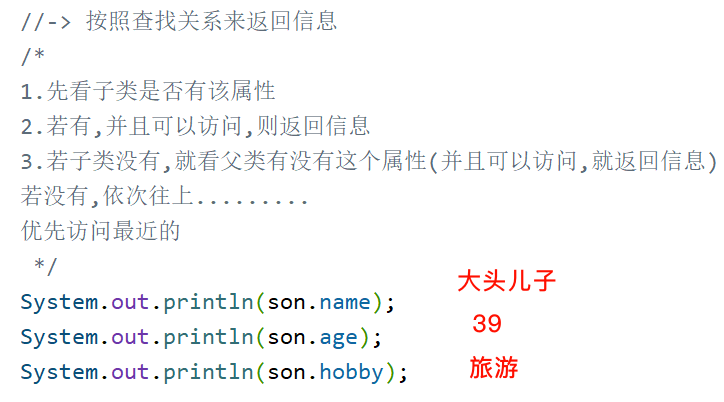 //-> 按照查找关系来返回信息
/*
1.先看子类是否有该属性
2.若有,并且可以访问,则返回信息
3.若子类没有,就看父类有没有这个属性(并且可以访问,就返回信息)
若没有,依次往上.........
优先访问最近的
*/
System.out.println(son.name); 大头儿子
System.out.println(son.age); 39
System.out.println(son.hobby); 旅游